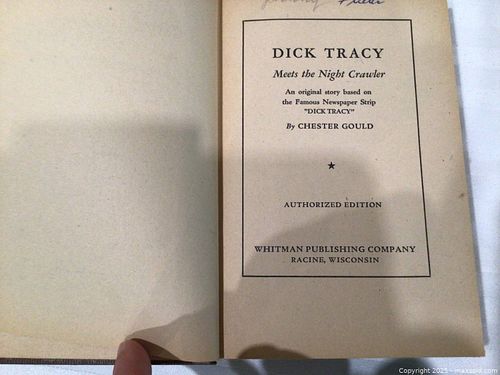 DICK TRACY
Meets the Night Crawler
An original story based on
the Famous Newspaper Strip
"DICK TRACY"
By CHESTER GOULD
★
AUTHORIZED EDITION
WHITMAN PUBLISHING COMPANY
RACINE, WISCONSIN